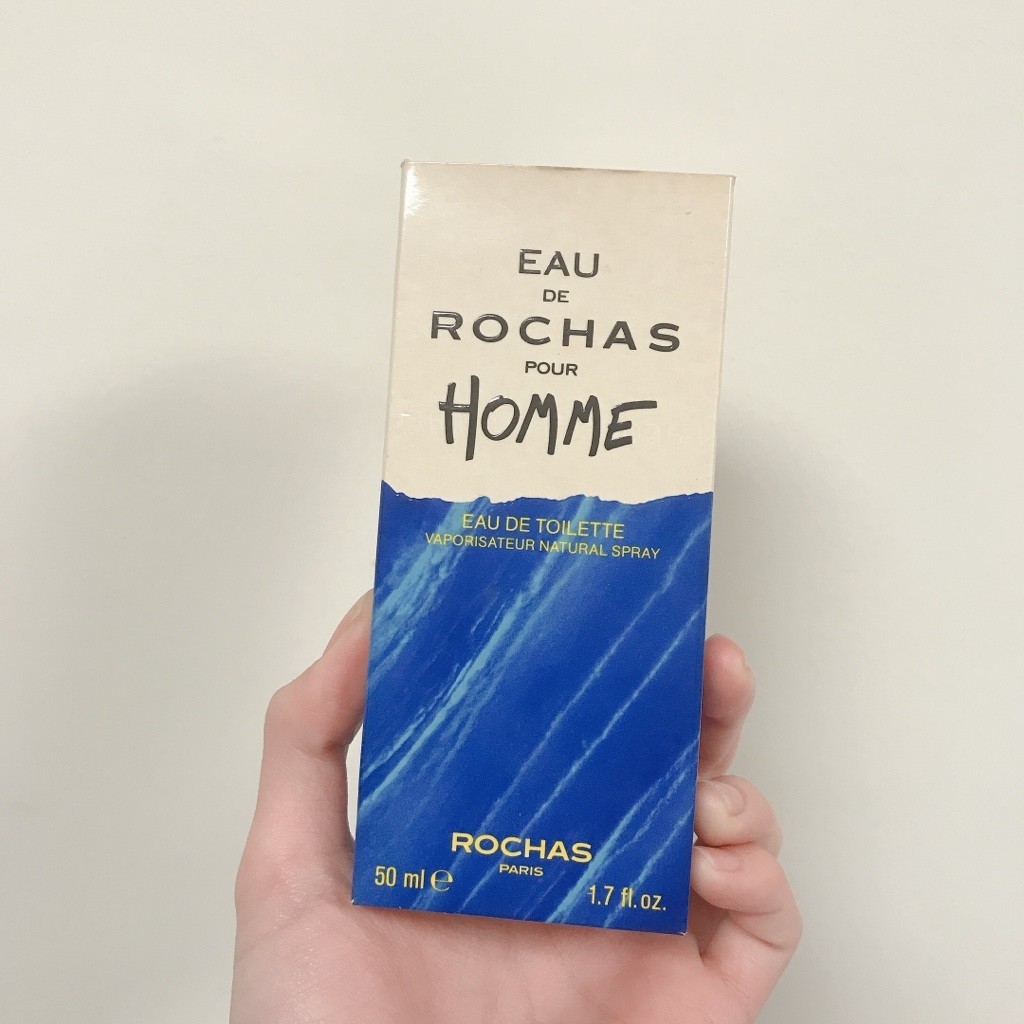 EAU
DE
ROCHAS
POUR
HOMME
EAU DE TOILETTE
VAPORISATEUR NATURAL SPRAY
ROCHAS
PARIS
50 ml ℮
1.7 fl.oz.